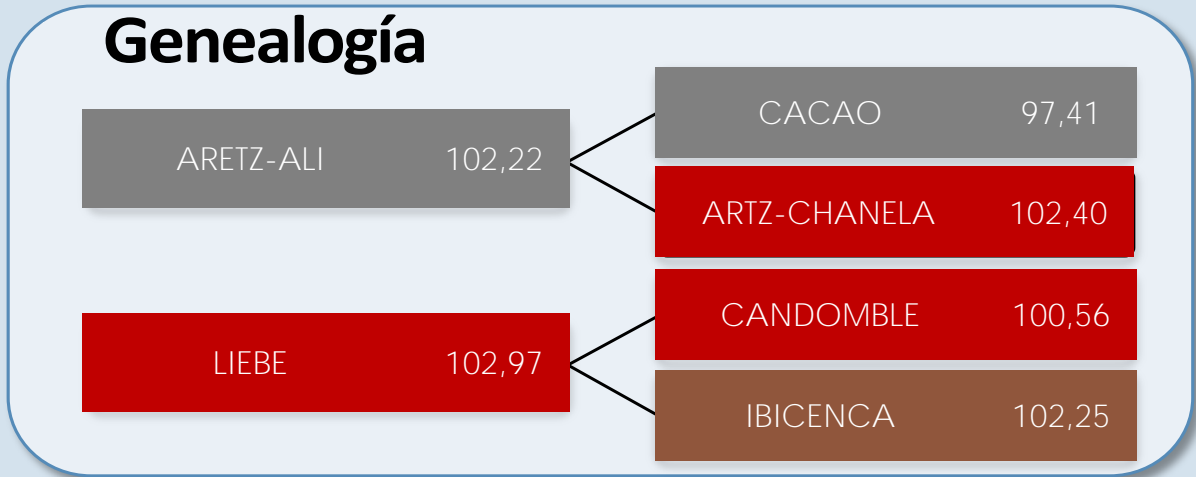 Genealogía
ARETZ-ALI 102,22
CACAO 97,41
ARTZ-CHANELA 102,40
LIEBE 102,97
CANDOMBLE 100,56
IBICENCA 102,25